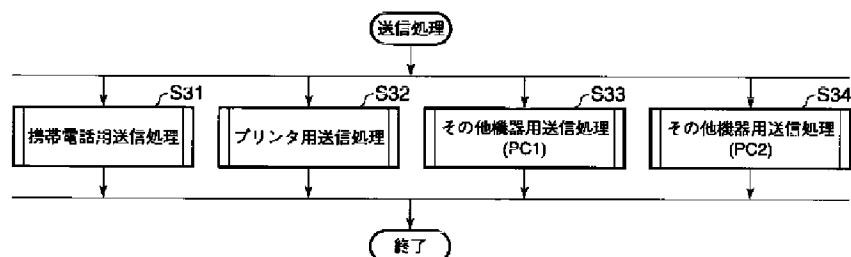 送信処理
S31
S32
S33
S34
携帯電話用送信処理
プリンタ用送信処理
その他機器用送信処理
(PC1)
その他機器用送信処理
(PC2)
終了